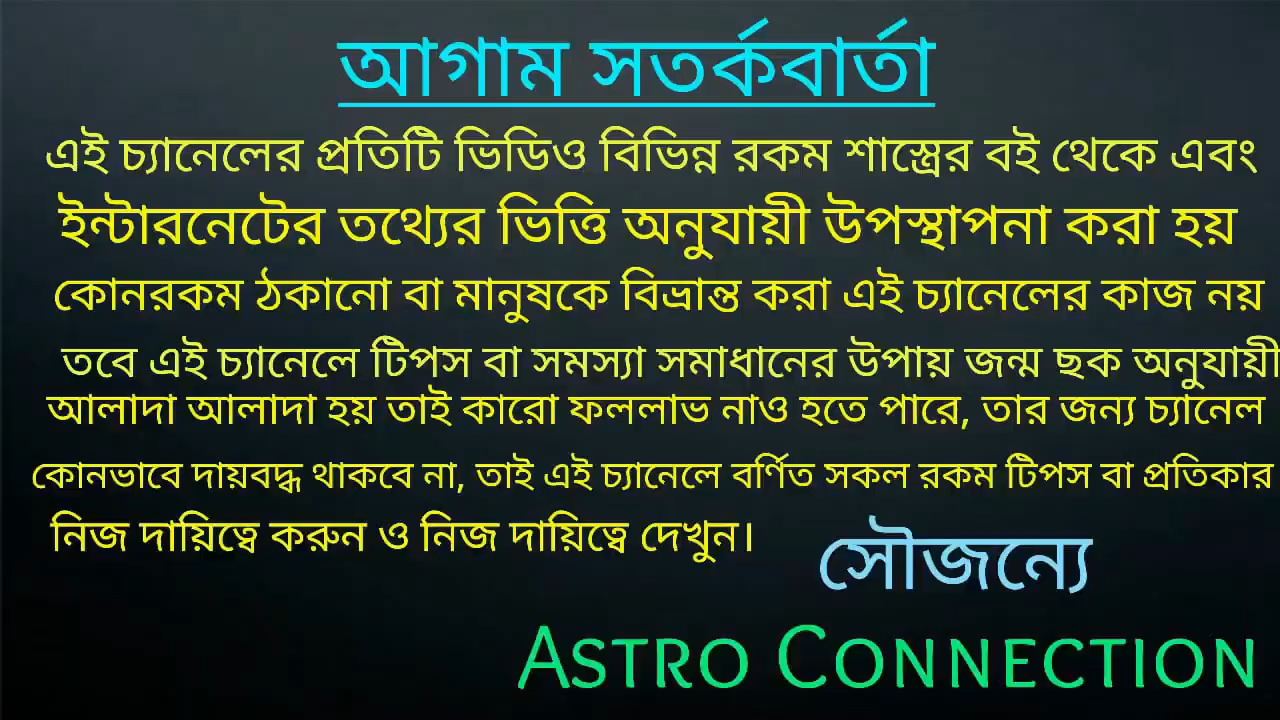 আগাম সতর্কবার্তা
এই চ্যানেলের প্রতিটি ভিডিও বিভিন্ন রকম শাস্ত্রের বই থেকে এবং
ইন্টারনেটের তথ্যের ভিত্তি অনুযায়ী উপস্থাপনা করা হয়
কোনরকম ঠকানো বা মানুষকে বিভ্রান্ত করা এই চ্যানেলের কাজ নয়
তবে এই চ্যানেলে টিপস বা সমস্যা সমাধানের উপায় জন্ম ছক অনুযায়ী
আলাদা আলাদা হয় তাই কারো ফললাভ নাও হতে পারে, তার জন্য চ্যানেল
কোনভাবে দায়বদ্ধ থাকবে না, তাই এই চ্যানেলে বর্ণিত সকল রকম টিপস বা প্রতিকার
নিজ দায়িত্বে করুন ও নিজ দায়িত্বে দেখুন।
সৌজন্যে
Astro Connection